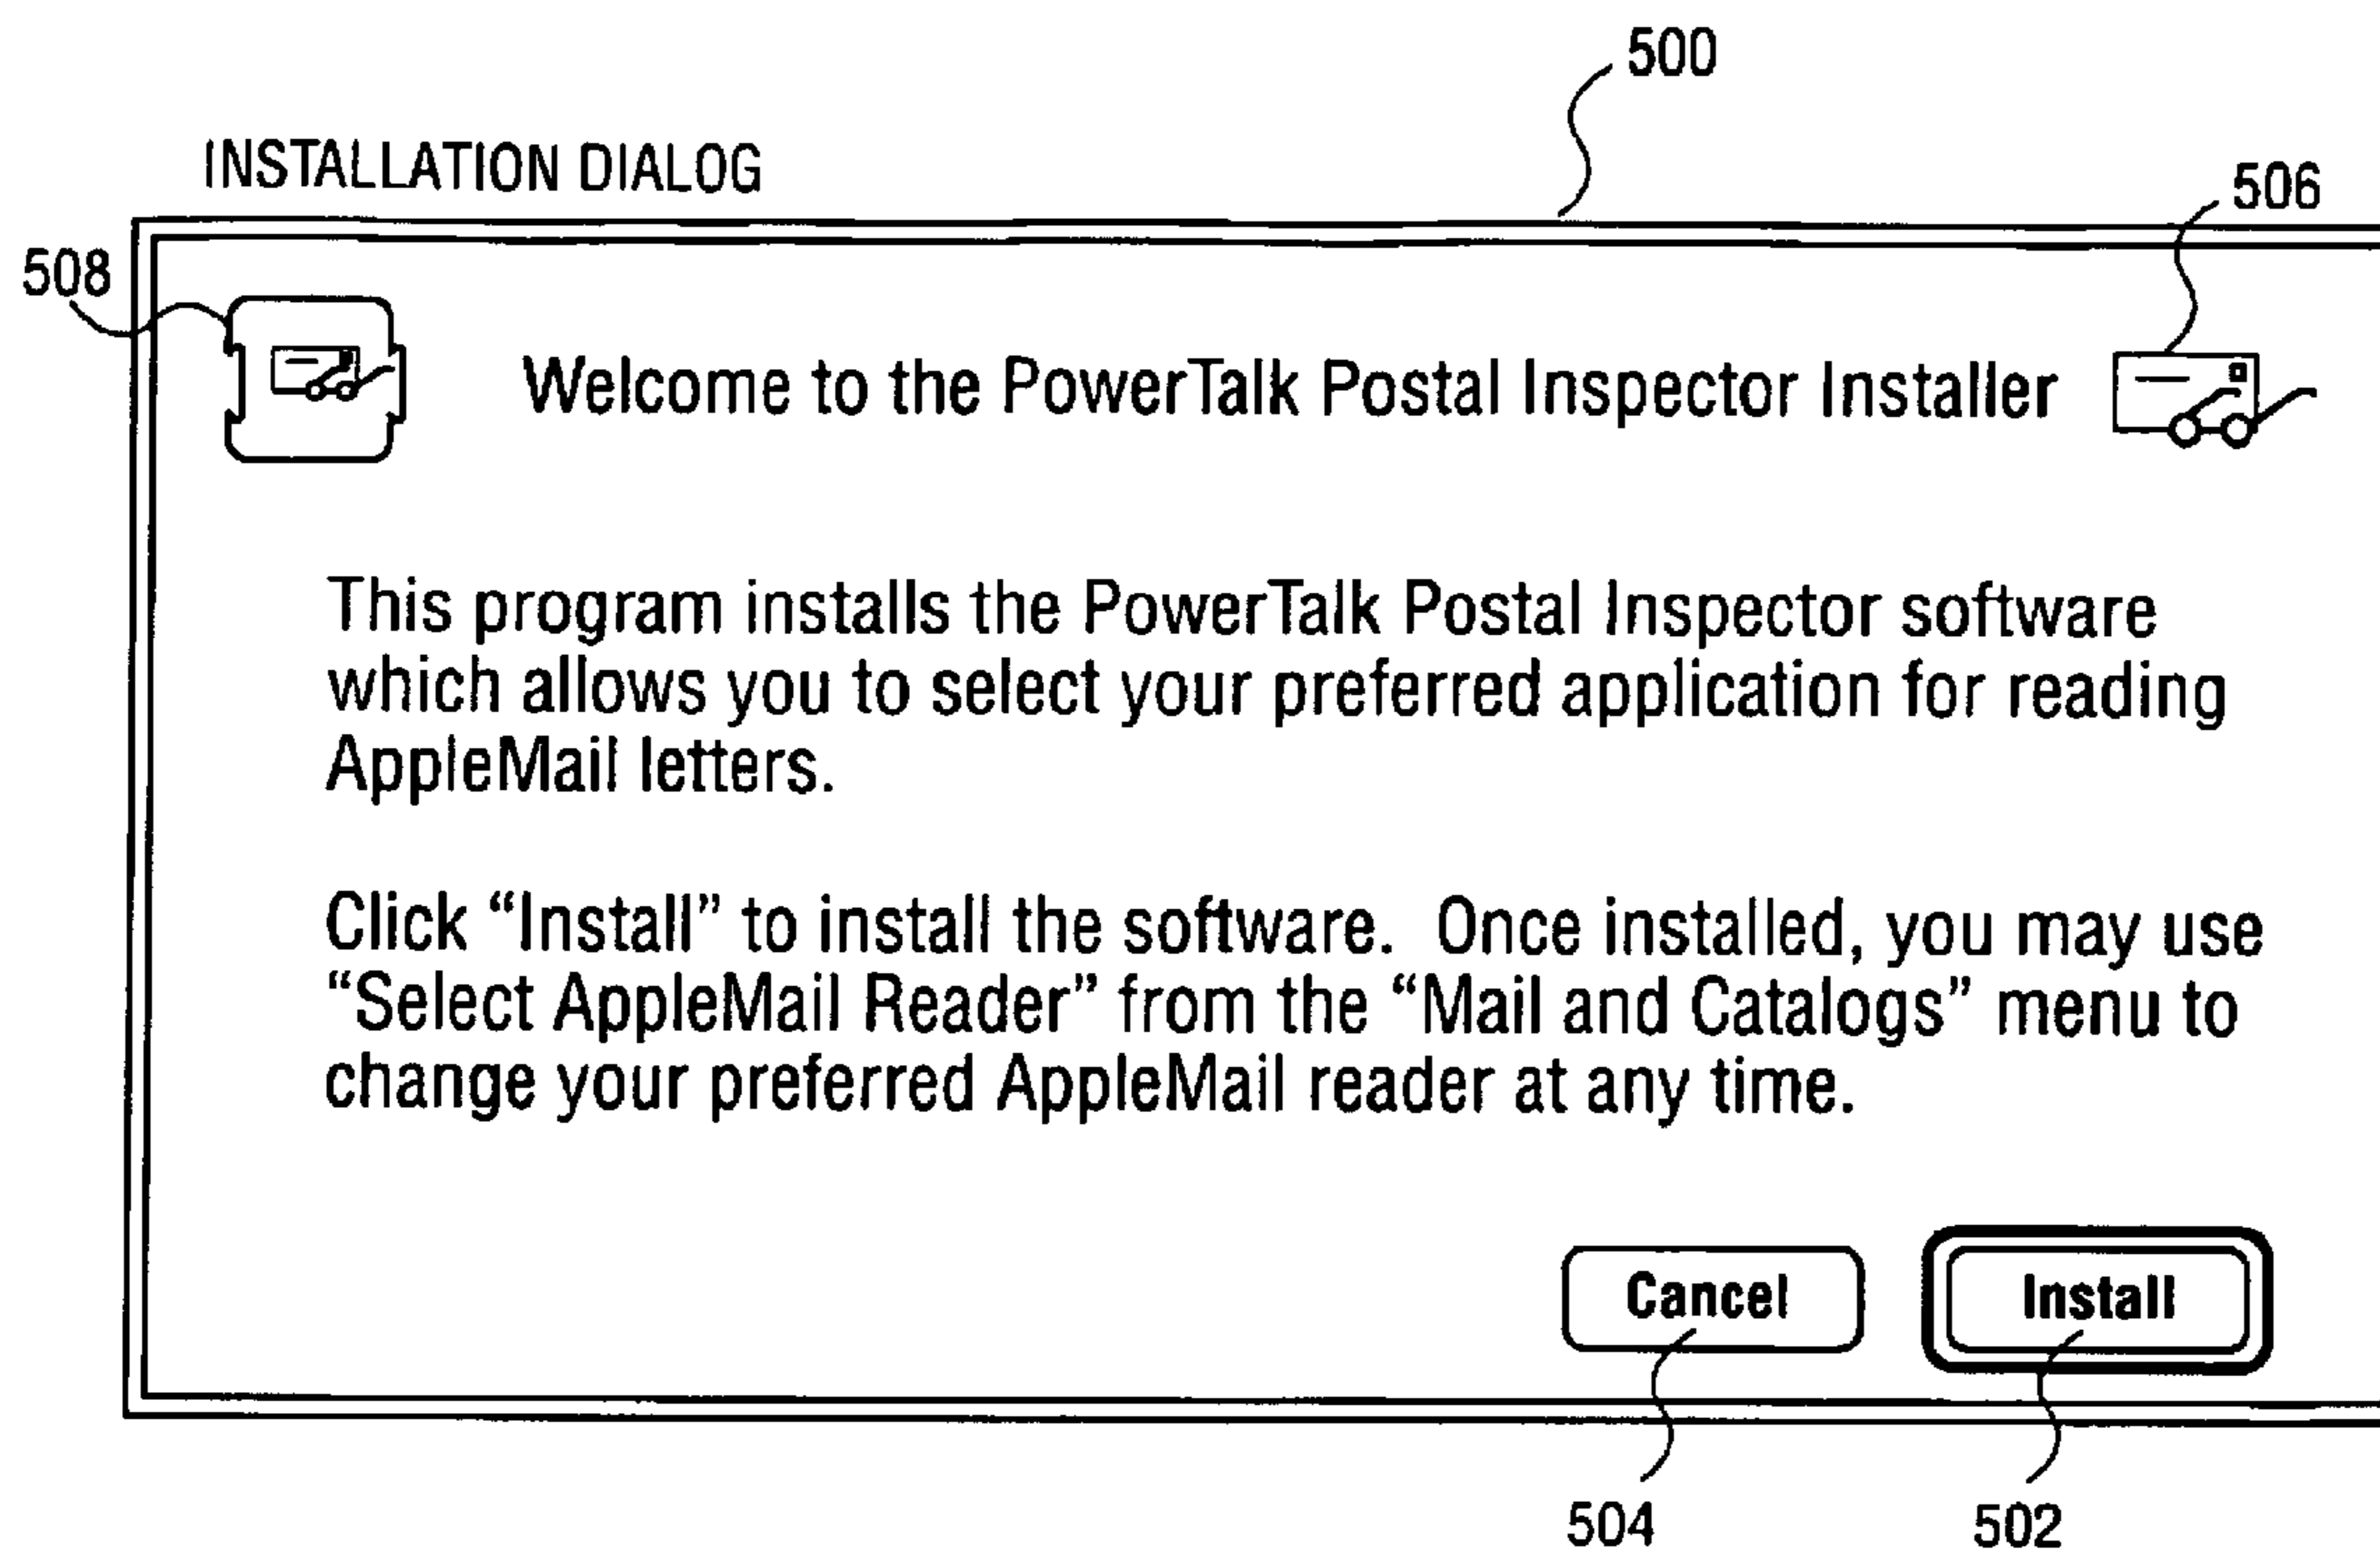 500
INSTALLATION DIALOG
506
508
Welcome to the PowerTalk Postal Inspector Installer
This program installs the PowerTalk Postal Inspector software
which allows you to select your preferred application for reading
AppleMail letters.
Click “Install” to install the software. Once installed, you may use
“Select AppleMail Reader” from the “Mail and Catalogs” menu to
change your preferred AppleMail reader at any time.
Cancel Install
504 502